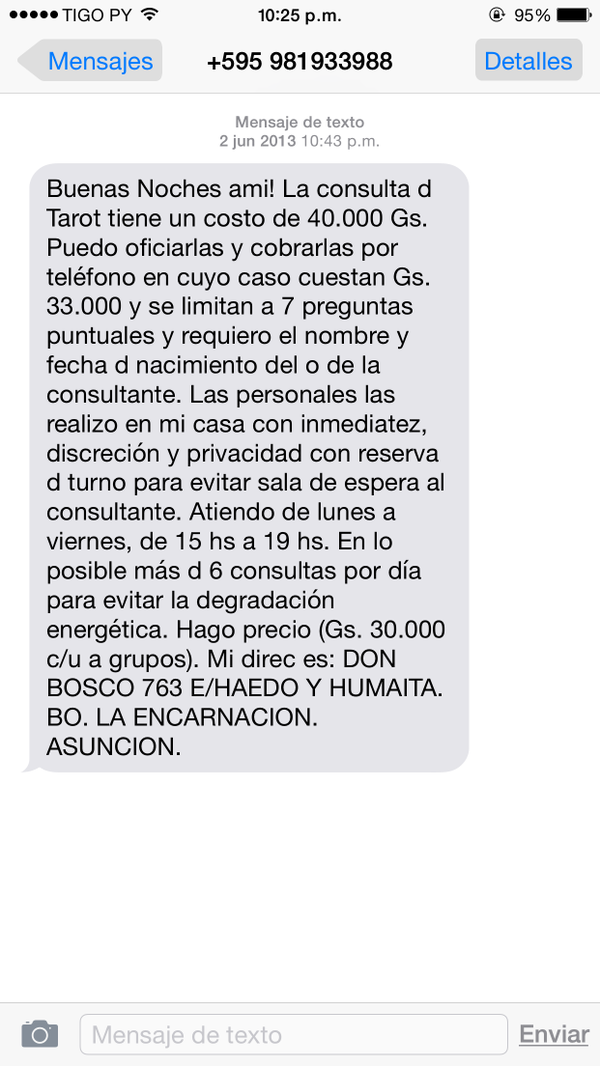 TIGO PY 10:25 p.m. 95%
Mensajes +595 981933988 Detalles
Mensaje de texto
2 jun 2013 10:43 p.m.
Buenas Noches ami! La consulta d
Tarot tiene un costo de 40.000 Gs.
Puedo oficiarlas y cobrarlas por
teléfono en cuyo caso cuestan Gs.
33.000 y se limitan a 7 preguntas
puntuales y requiero el nombre y
fecha d nacimiento del o de la
consultante. Las personales las
realizo en mi casa con inmediatez,
discreción y privacidad con reserva
d turno para evitar sala de espera al
consultante. Atiendo de lunes a
viernes, de 15 hs a 19 hs. En lo
posible más d 6 consultas por día
para evitar la degradación
energética. Hago precio (Gs. 30.000
c/u a grupos). Mi direc es: DON
BOSCO 763 E/HAEDO Y HUMAITA.
BO. LA ENCARNACION.
ASUNCION.
Mensaje de texto Enviar